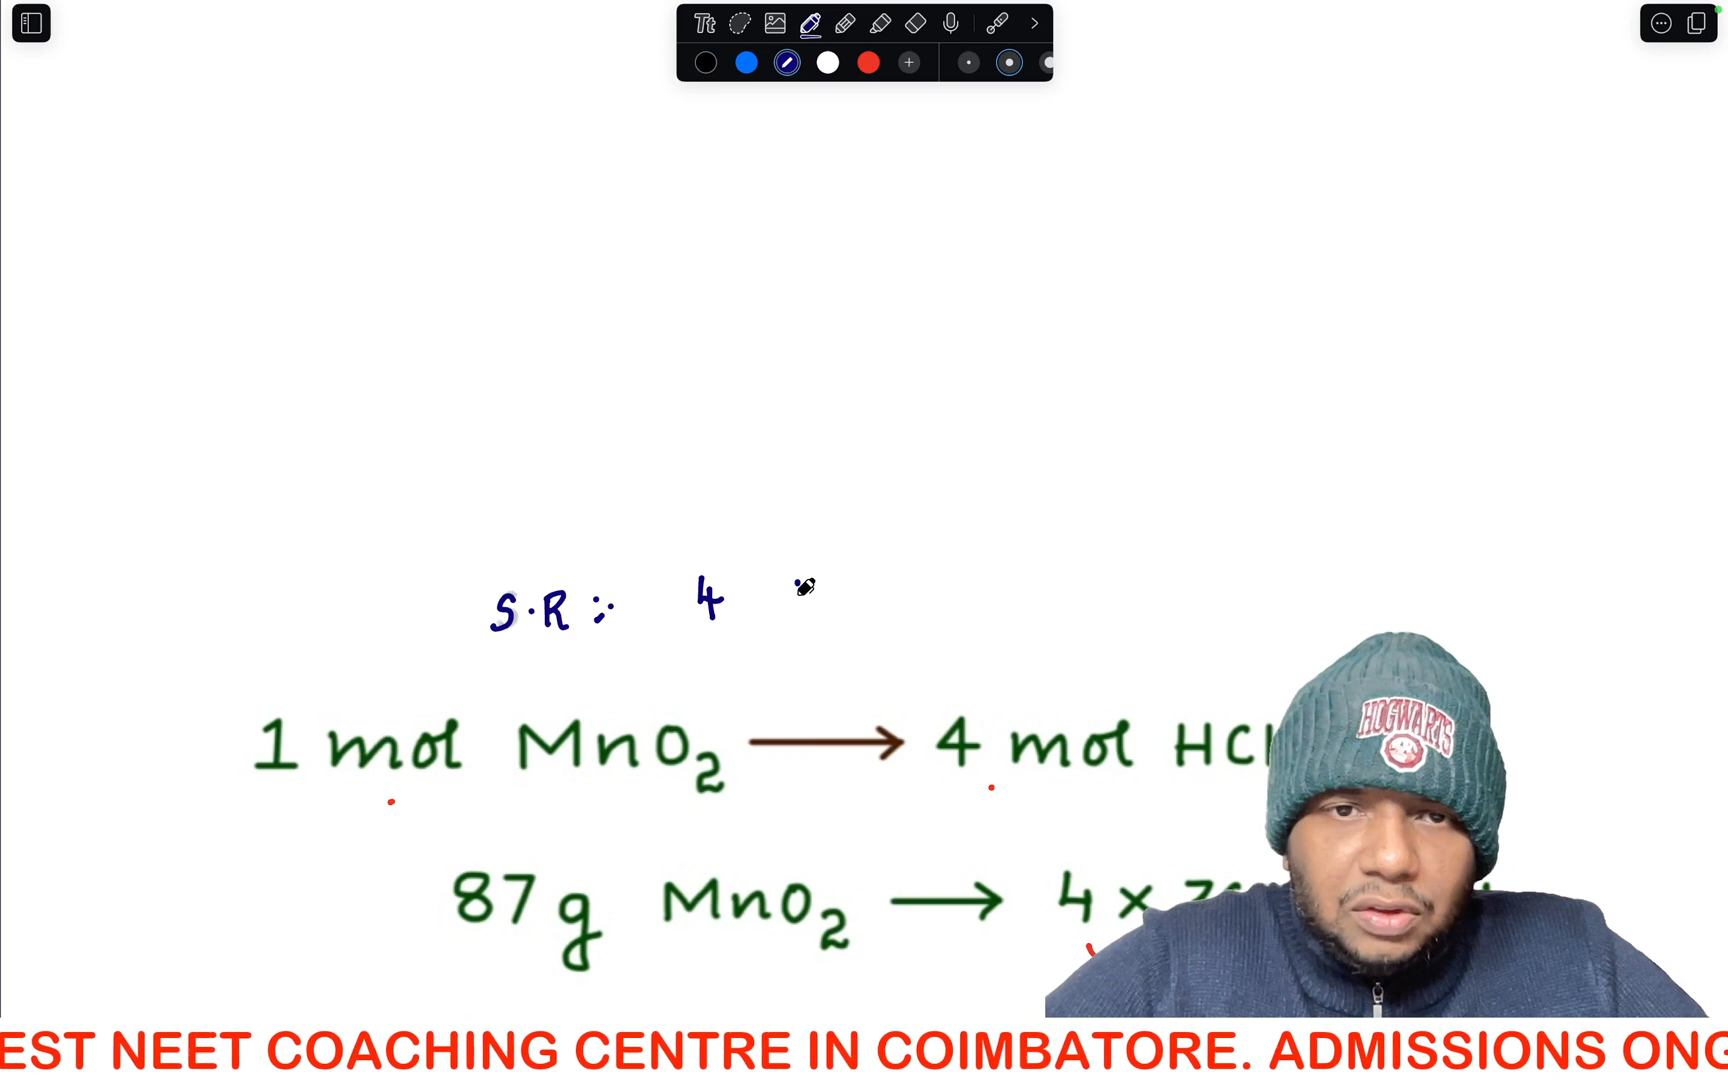 Tt
S.R :- 4
1 mol MnO₂ → 4 mol HCl
HOGWARTS
87 g MnO₂ → 4 ×
EST NEET COACHING CENTRE IN COIMBATORE. ADMISSIONS ONG